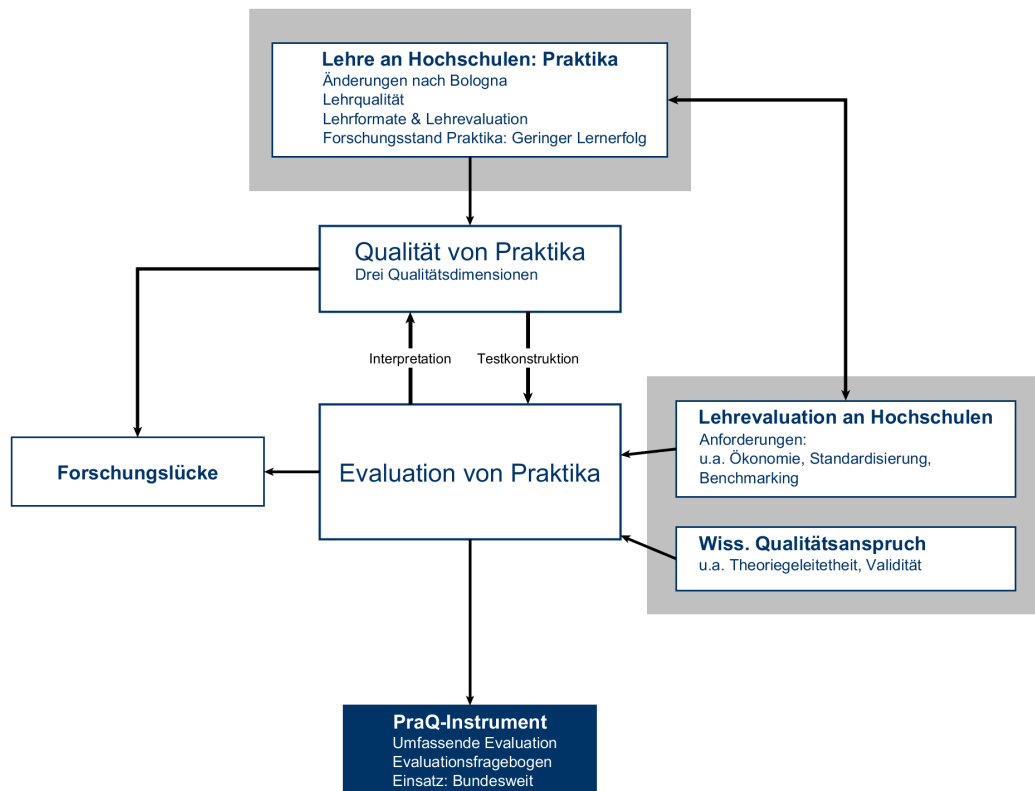 Lehre an Hochschulen: Praktika
Änderungen nach Bologna
Lehrqualität
Lehrformate & Lehrevaluation
Forschungsstand Praktika: Geringer Lernerfolg
Qualität von Praktika
Drei Qualitätsdimensionen
Interpretation
Testkonstruktion
Evaluation von Praktika
Forschungslücke
Lehrevaluation an Hochschulen
Anforderungen:
u.a. Ökonomie, Standardisierung,
Benchmarking
Wiss. Qualitätsanspruch
u.a. Theoriegeleitetheit, Validität
PraQ-Instrument
Umfassende Evaluation
Evaluationsfragebogen
Einsatz: Bundesweit